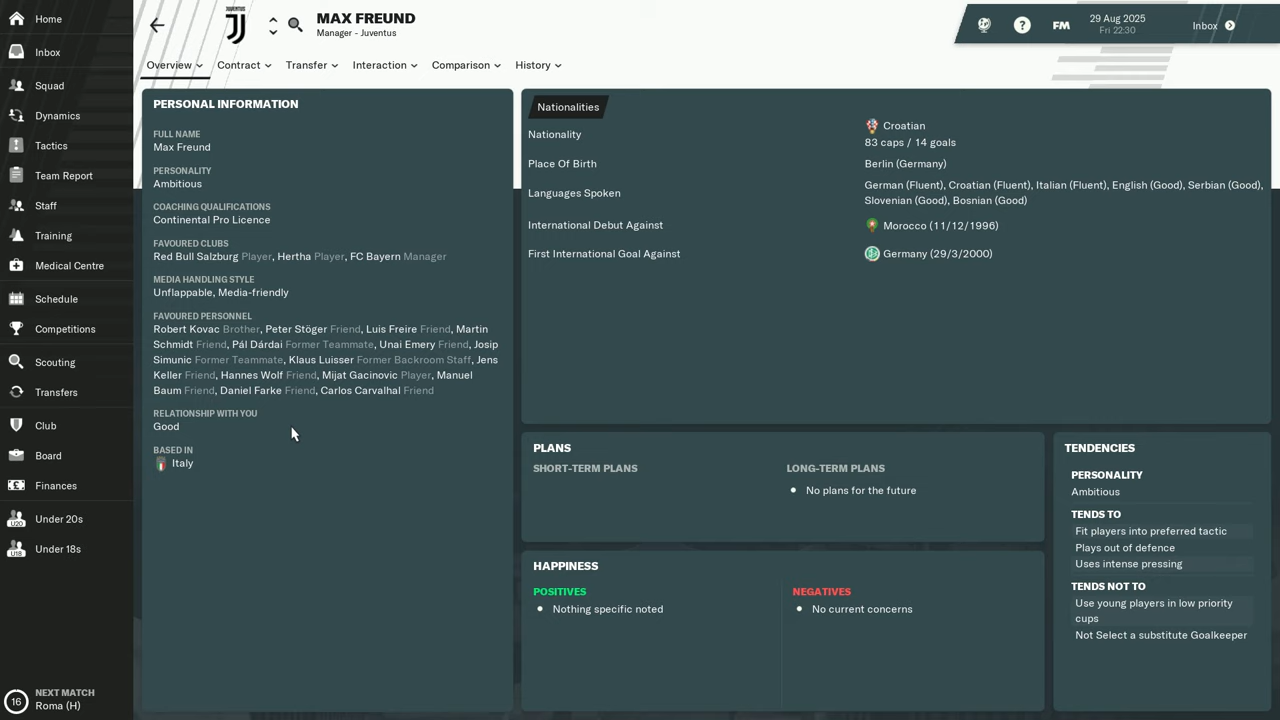 Home
Inbox
Squad
Dynamics
Tactics
Team Report
Staff
Training
Medical Centre
Schedule
Competitions
Scouting
Transfers
Club
Board
Finances
U20 Under 20s
U18 Under 18s
16 NEXT MATCH
Roma (H)
MAX FREUND
Manager - Juventus
? FM 29 Aug 2025 Inbox
Fri 22:30
Overview Contract Transfer Interaction Comparison History
PERSONAL INFORMATION
FULL NAME
Max Freund
PERSONALITY
Ambitious
COACHING QUALIFICATIONS
Continental Pro Licence
FAVOURED CLUBS
Red Bull Salzburg Player, Hertha Player, FC Bayern Manager
MEDIA HANDLING STYLE
Unflappable, Media-friendly
FAVOURED PERSONNEL
Robert Kovac Brother, Peter Stöger Friend, Luis Freire Friend, Martin
Schmidt Friend, Pál Dárdai Former Teammate, Unai Emery Friend, Josip
Simunic Former Teammate, Klaus Luisser Former Backroom Staff, Jens
Keller Friend, Hannes Wolf Friend, Mijat Gacinovic Player, Manuel
Baum Friend, Daniel Farke Friend, Carlos Carvalhal Friend
RELATIONSHIP WITH YOU
Good
BASED IN
Italy
Nationalities
Nationality Croatian
83 caps / 14 goals
Place Of Birth Berlin (Germany)
Languages Spoken German (Fluent), Croatian (Fluent), Italian (Fluent), English (Good), Serbian (Good),
Slovenian (Good), Bosnian (Good)
International Debut Against Morocco (11/12/1996)
First International Goal Against Germany (29/3/2000)
PLANS
SHORT-TERM PLANS LONG-TERM PLANS
No plans for the future
HAPPINESS
POSITIVES NEGATIVES
Nothing specific noted No current concerns
TENDENCIES
PERSONALITY
Ambitious
TENDS TO
Fit players into preferred tactic
Plays out of defence
Uses intense pressing
TENDS NOT TO
Use young players in low priority
cups
Not Select a substitute Goalkeeper